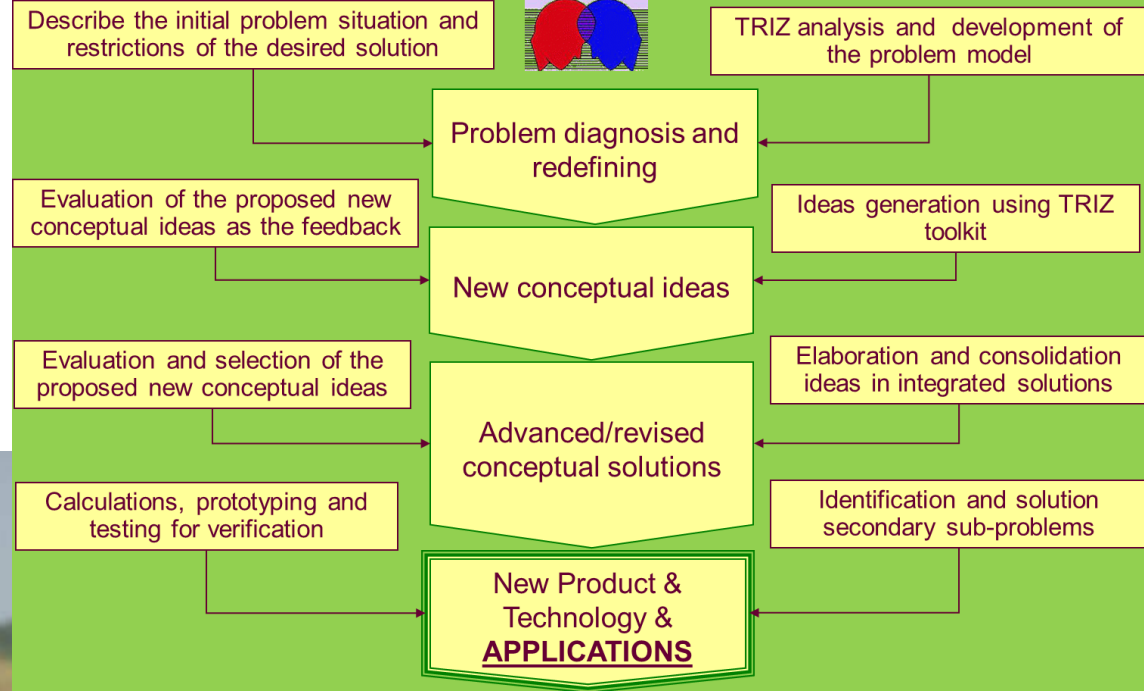 Describe the initial problem situation and
restrictions of the desired solution
TRIZ analysis and development of
the problem model
Problem diagnosis and
redefining
Evaluation of the proposed new
conceptual ideas as the feedback
Ideas generation using TRIZ
toolkit
New conceptual ideas
Evaluation and selection of the
proposed new conceptual ideas
Elaboration and consolidation
ideas in integrated solutions
Advanced/revised
conceptual solutions
Calculations, prototyping and
testing for verification
Identification and solution
secondary sub-problems
New Product &
Technology &
APPLICATIONS